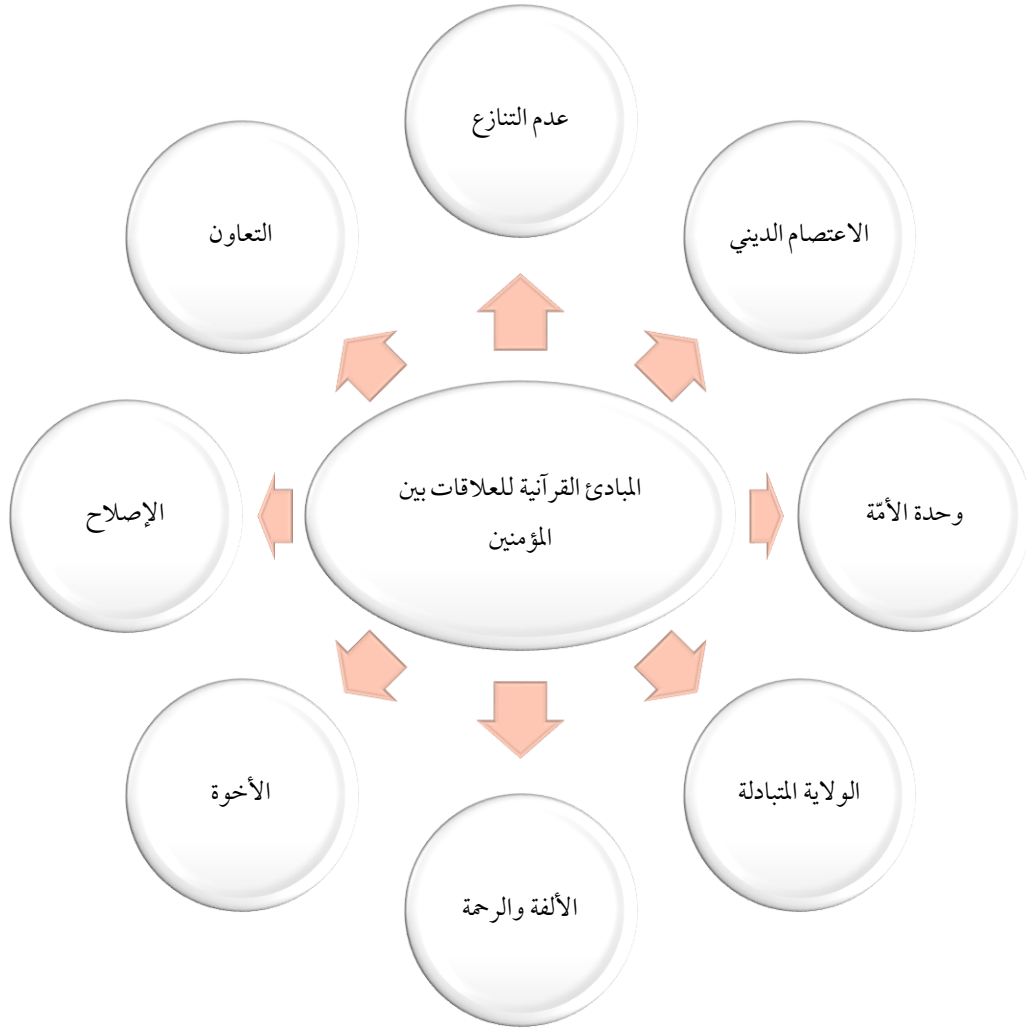 عدم التنازع
الاعتصام الديني
التعاون
المبادئ القرآنية للعلاقات بين
المؤمنين
وحدة الأمّة
الإصلاح
الولاية المتبادلة
الأخوة
الألفة والرحمة